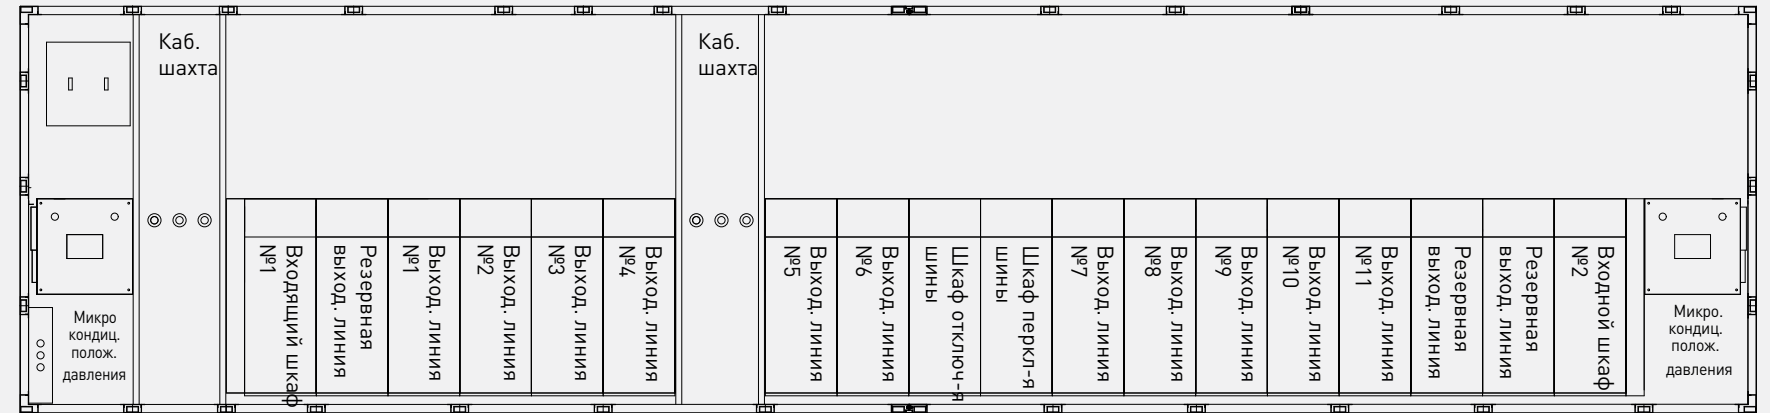 Каб.
шахта
Каб.
шахта
Входящий шкаф
№1
Резервная
выход. линия
Выход. линия
№1
Выход. линия
№2
Выход. линия
№3
Выход. линия
№4
Выход. линия
№5
Выход. линия
№6
Шкаф отключ-я
шины
Шкаф перкл-я
шины
Выход. линия
№7
Выход. линия
№8
Выход. линия
№9
Выход. линия
№10
Выход. линия
№11
Резервная
выход. линия
Резервная
выход. линия
Входной шкаф
№2
Микро
кондиц.
полож.
давления
Микро.
кондиц.
полож.
давления